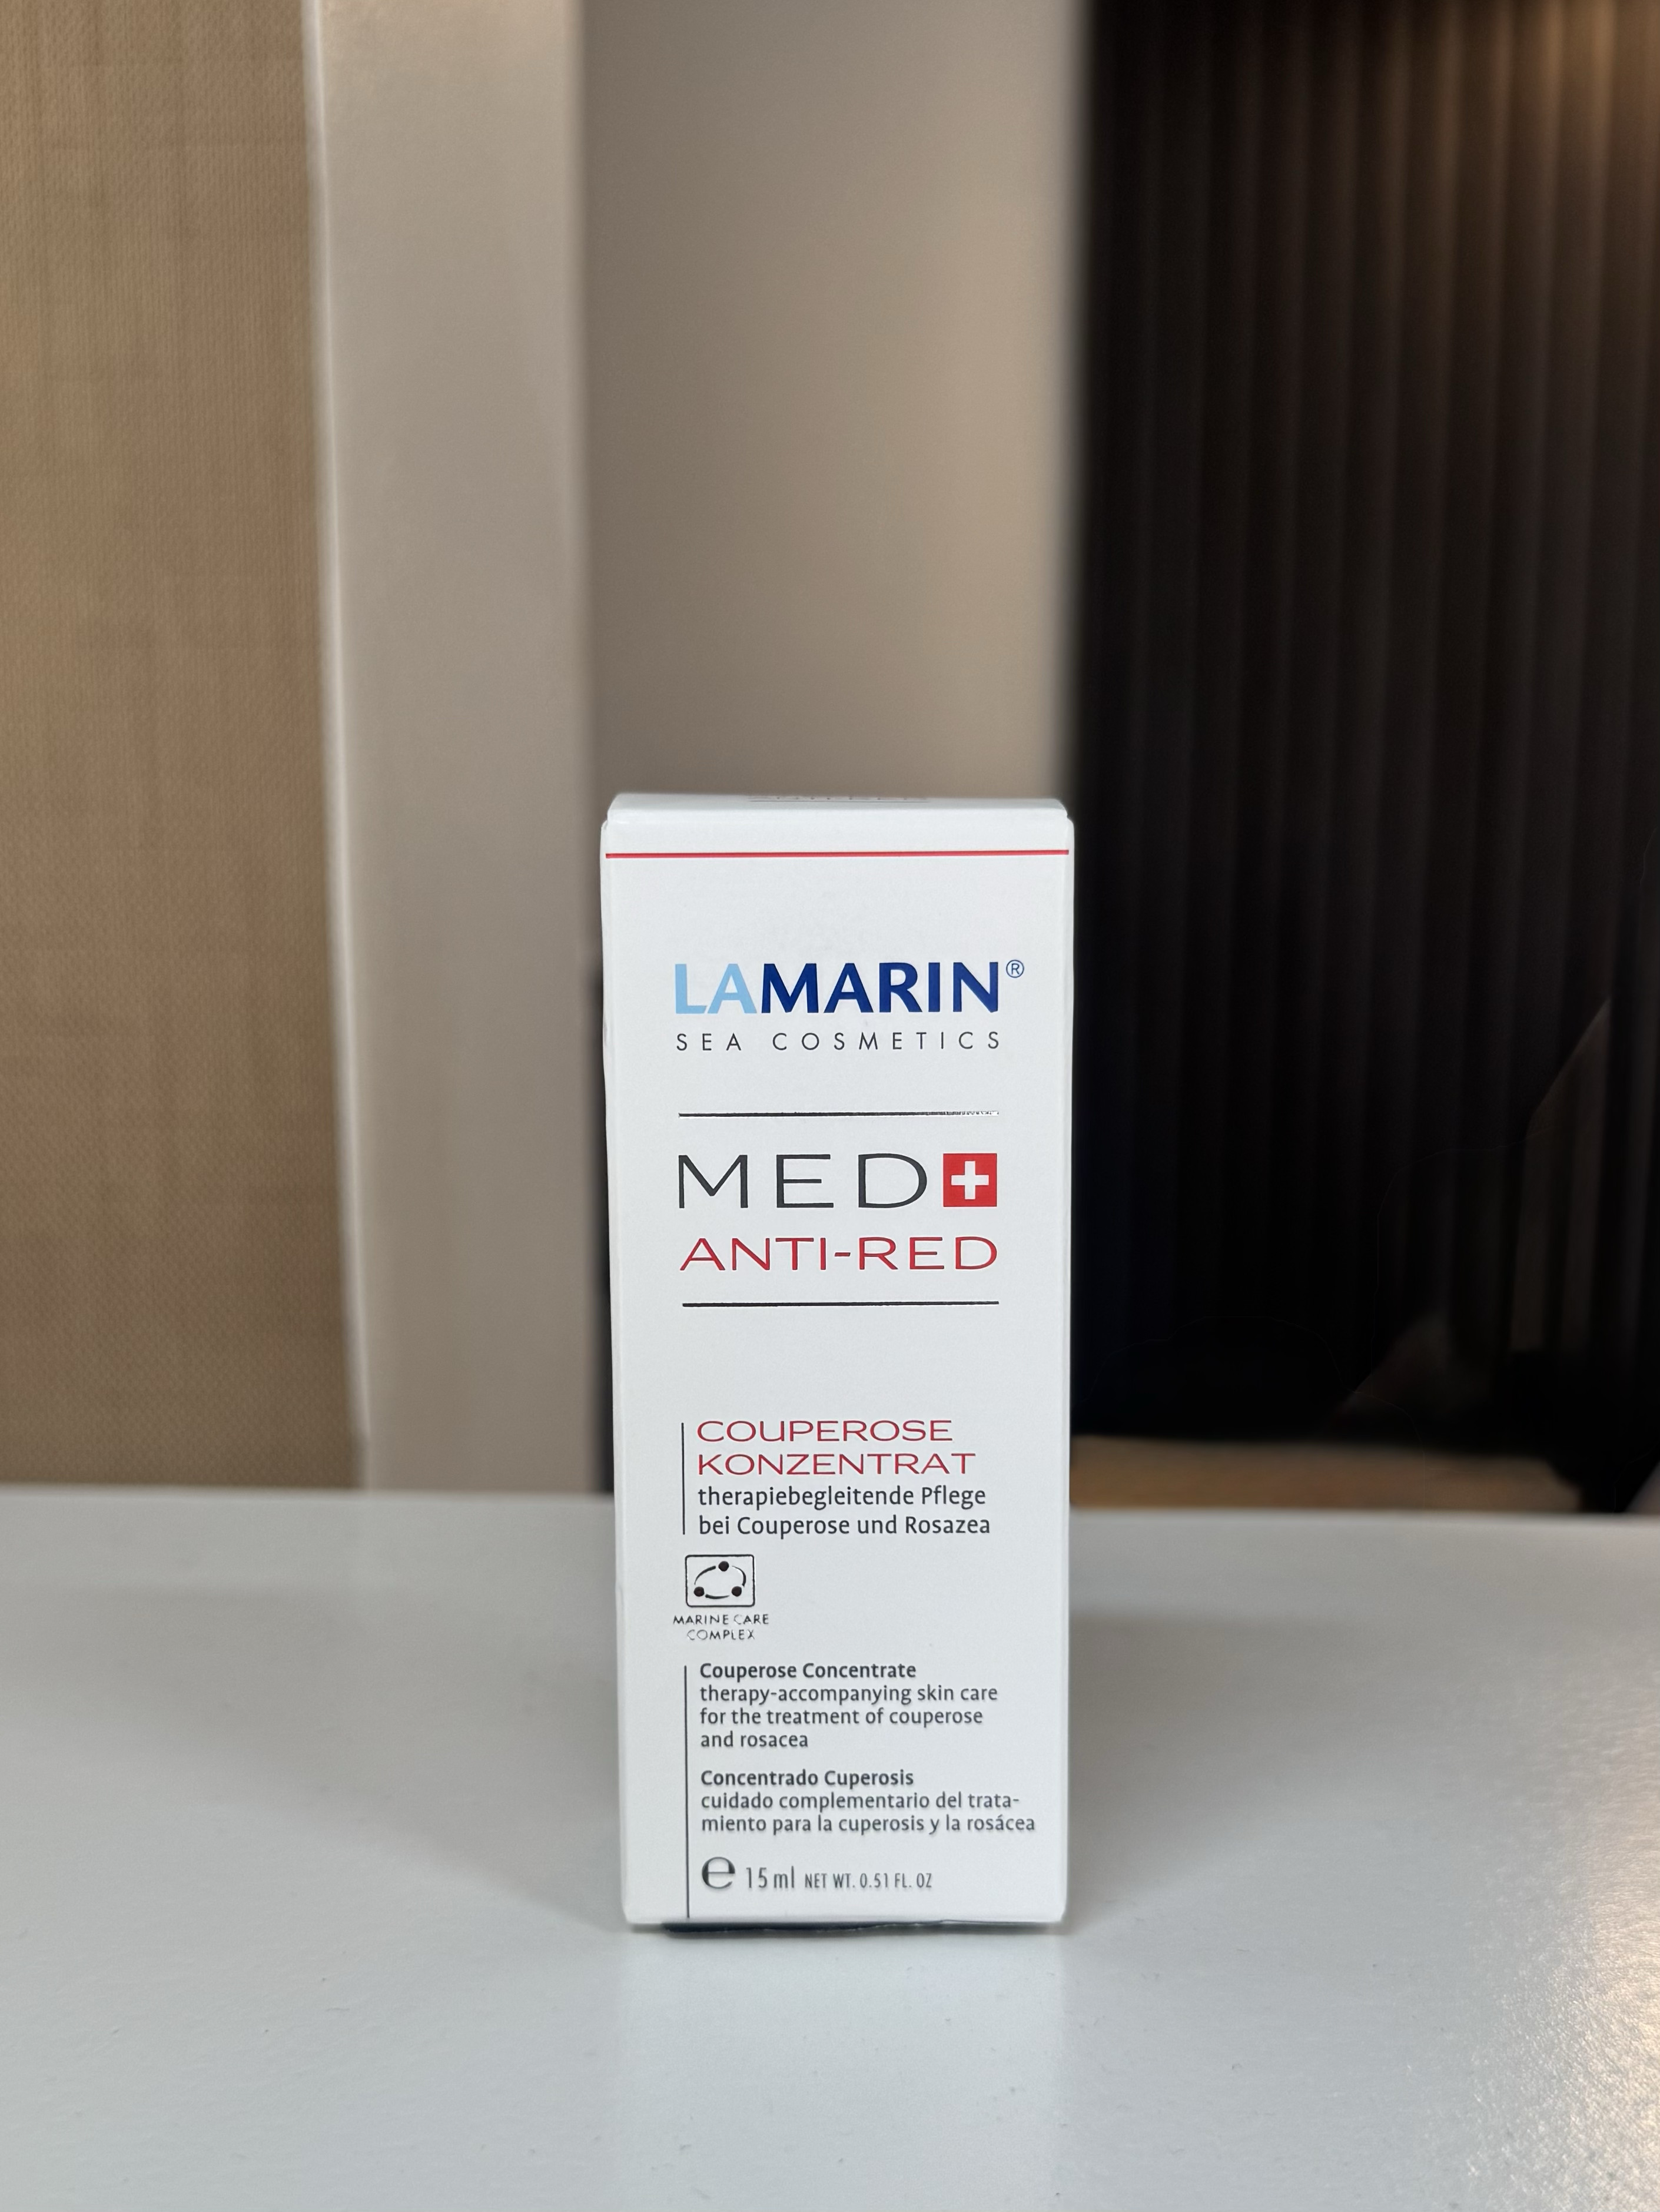 LAMARIN®
SEA COSMETICS
MED+
ANTI-RED
COUPEROSE
KONZENTRAT
therapiebegleitende Pflege
bei Couperose und Rosazea
MARINE CARE
COMPLEX
Couperose Concentrate
therapy-accompanying skin care
for the treatment of couperose
and rosacea
Concentrado Cuperosis
cuidado complementario del trata-
miento para la cuperosis y la rosácea
℮ 15 ml NET WT. 0.51 FL. OZ